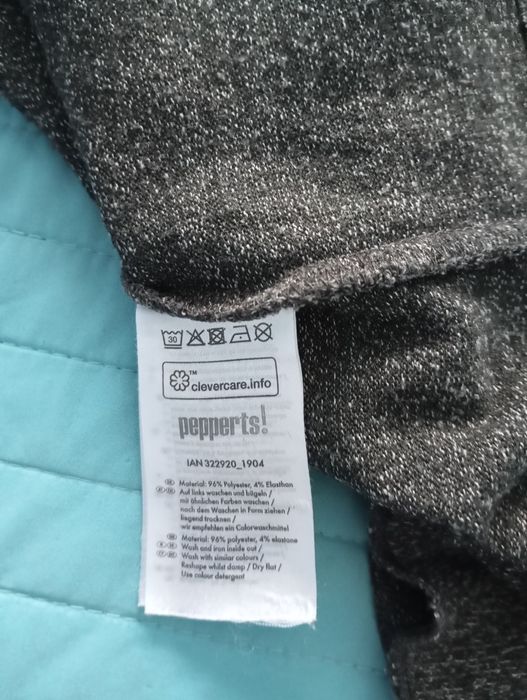 30
™
clevercare.info
pepperts!
IAN 322920_1904
Material: 96% Polyester, 4% Elasthan
Auf links waschen und bügeln /
mit ähnlichen Farben waschen /
nach dem Waschen in Form ziehen /
liegend trocknen /
wir empfehlen ein Colorwaschmittel
Material: 96% polyester, 4% elastane
Wash and iron inside out /
Wash with similar colours /
Reshape whilst damp / Dry flat /
Use colour detergent